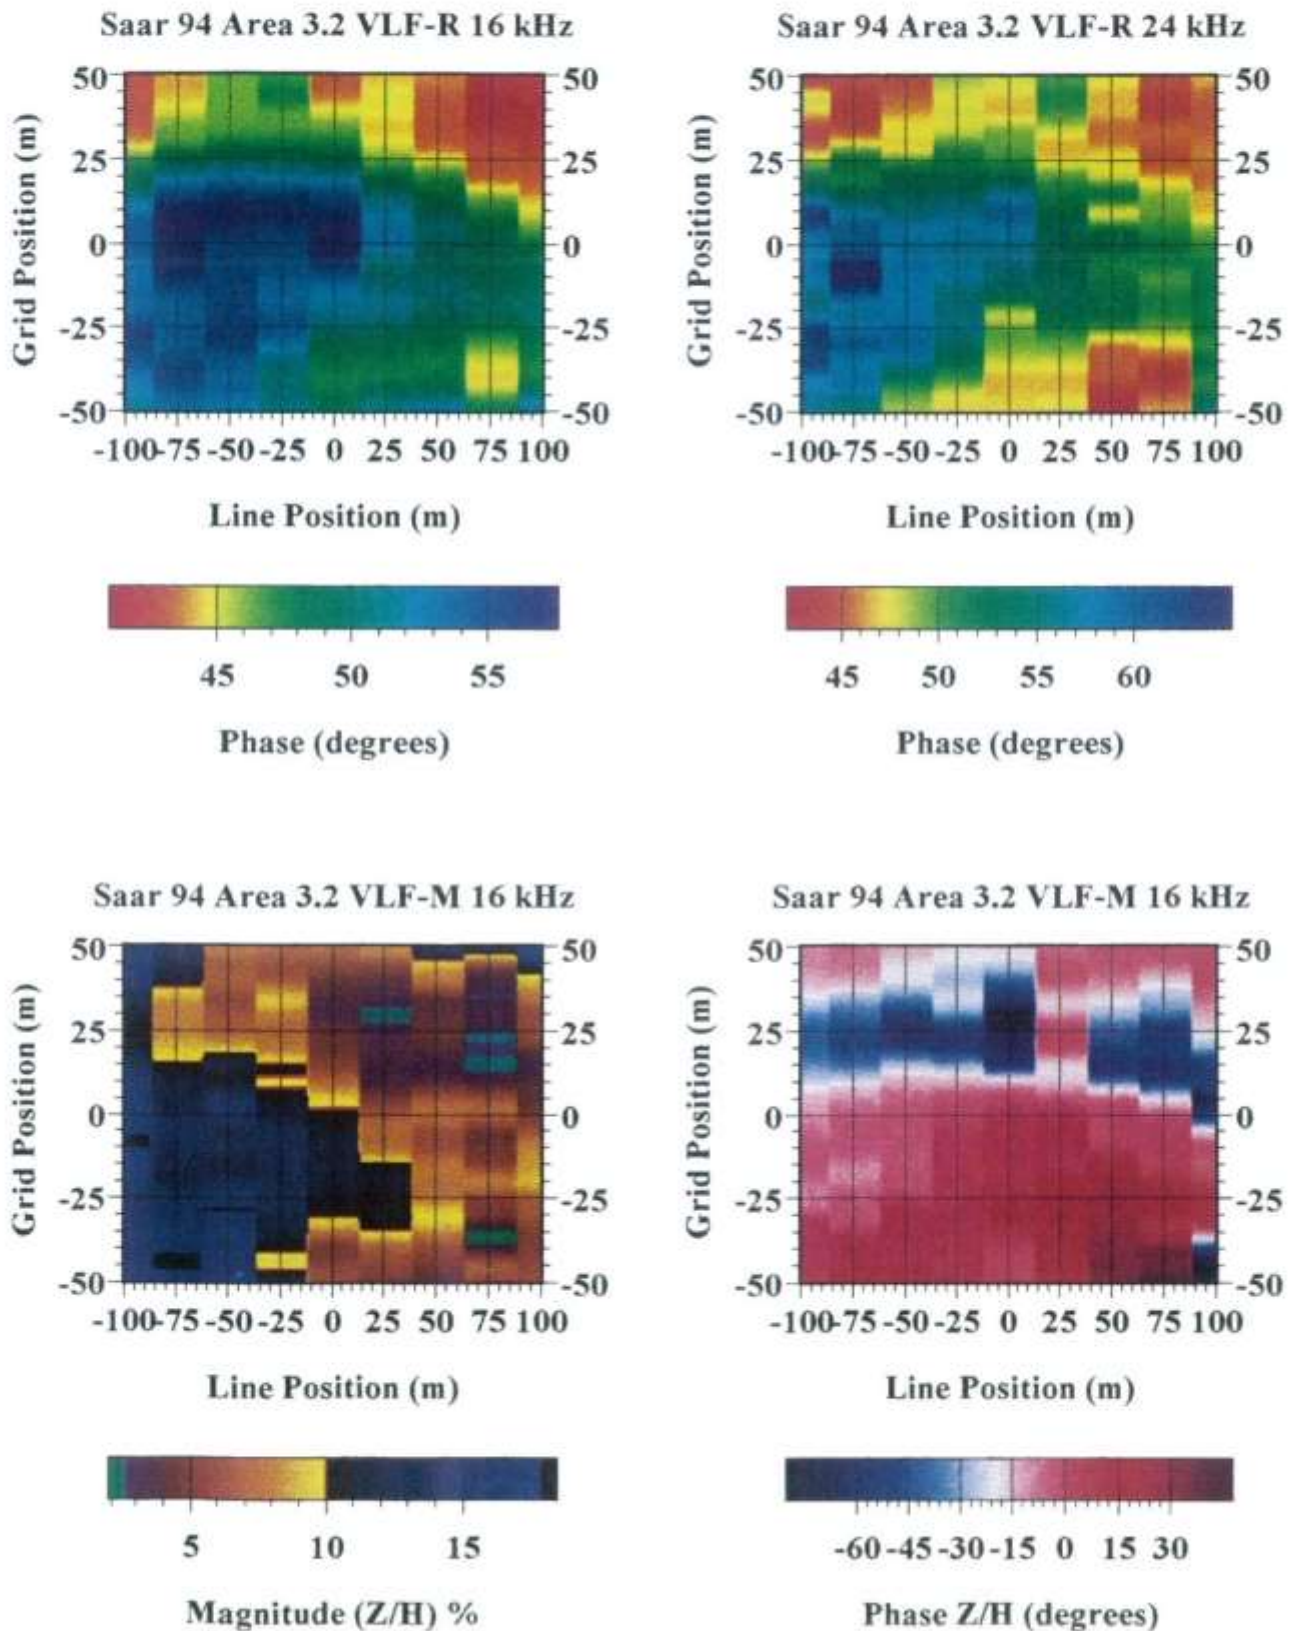 Saar 94 Area 3.2 VLF-R 16 kHz
50
25
0
-25
-50
50
25
0
-25
-50
Grid Position (m)
-100 -75 -50 -25 0 25 50 75 100
Line Position (m)
45 50 55
Phase (degrees)
Saar 94 Area 3.2 VLF-R 24 kHz
50
25
0
-25
-50
50
25
0
-25
-50
Grid Position (m)
-100 -75 -50 -25 0 25 50 75 100
Line Position (m)
45 50 55 60
Phase (degrees)
Saar 94 Area 3.2 VLF-M 16 kHz
50
25
0
-25
-50
50
25
0
-25
-50
Grid Position (m)
-100 -75 -50 -25 0 25 50 75 100
Line Position (m)
5 10 15
Magnitude (Z/H) %
Saar 94 Area 3.2 VLF-M 16 kHz
50
25
0
-25
-50
50
25
0
-25
-50
Grid Position (m)
-100 -75 -50 -25 0 25 50 75 100
Line Position (m)
-60 -45 -30 -15 0 15 30
Phase Z/H (degrees)